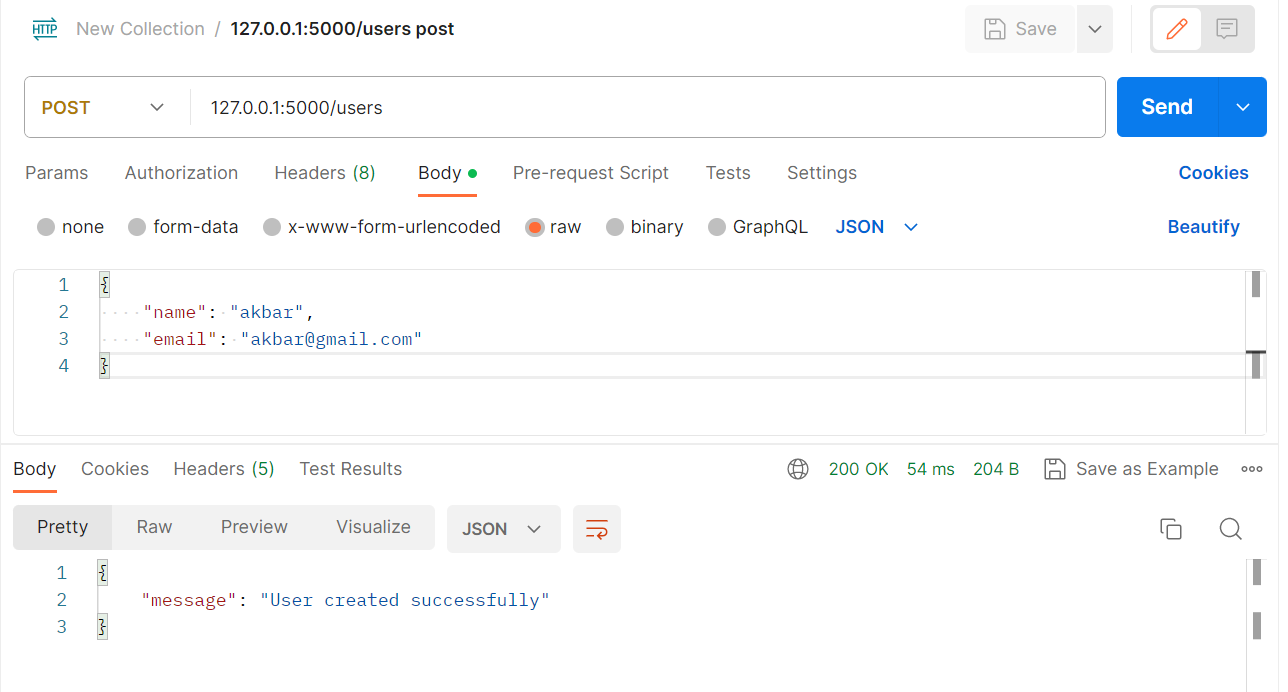 HTTP New Collection / 127.0.0.1:5000/users post Save
POST 127.0.0.1:5000/users Send
Params Authorization Headers (8) Body Pre-request Script Tests Settings Cookies
none form-data x-www-form-urlencoded raw binary GraphQL JSON Beautify
1 {
2 "name": "akbar",
3 "email": "akbar@gmail.com"
4 }
Body Cookies Headers (5) Test Results 200 OK 54 ms 204 B Save as Example
Pretty Raw Preview Visualize JSON
1 {
2 "message": "User created successfully"
3 }